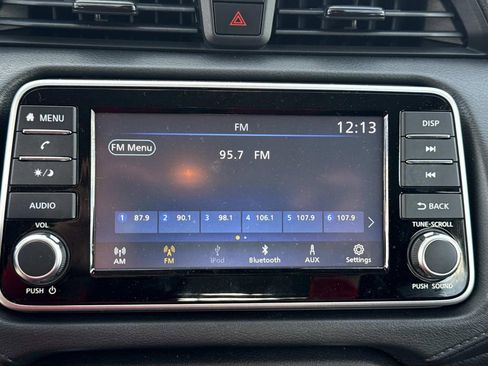 MENU
AUDIO
VOL
PUSH
FM
12:13
FM Menu
95.7 FM
1 87.9 2 90.1 3 98.1 4 106.1 5 107.9 6 107.9
AM FM iPod Bluetooth AUX Settings
DISP
BACK
TUNE-SCROLL
PUSH SOUND